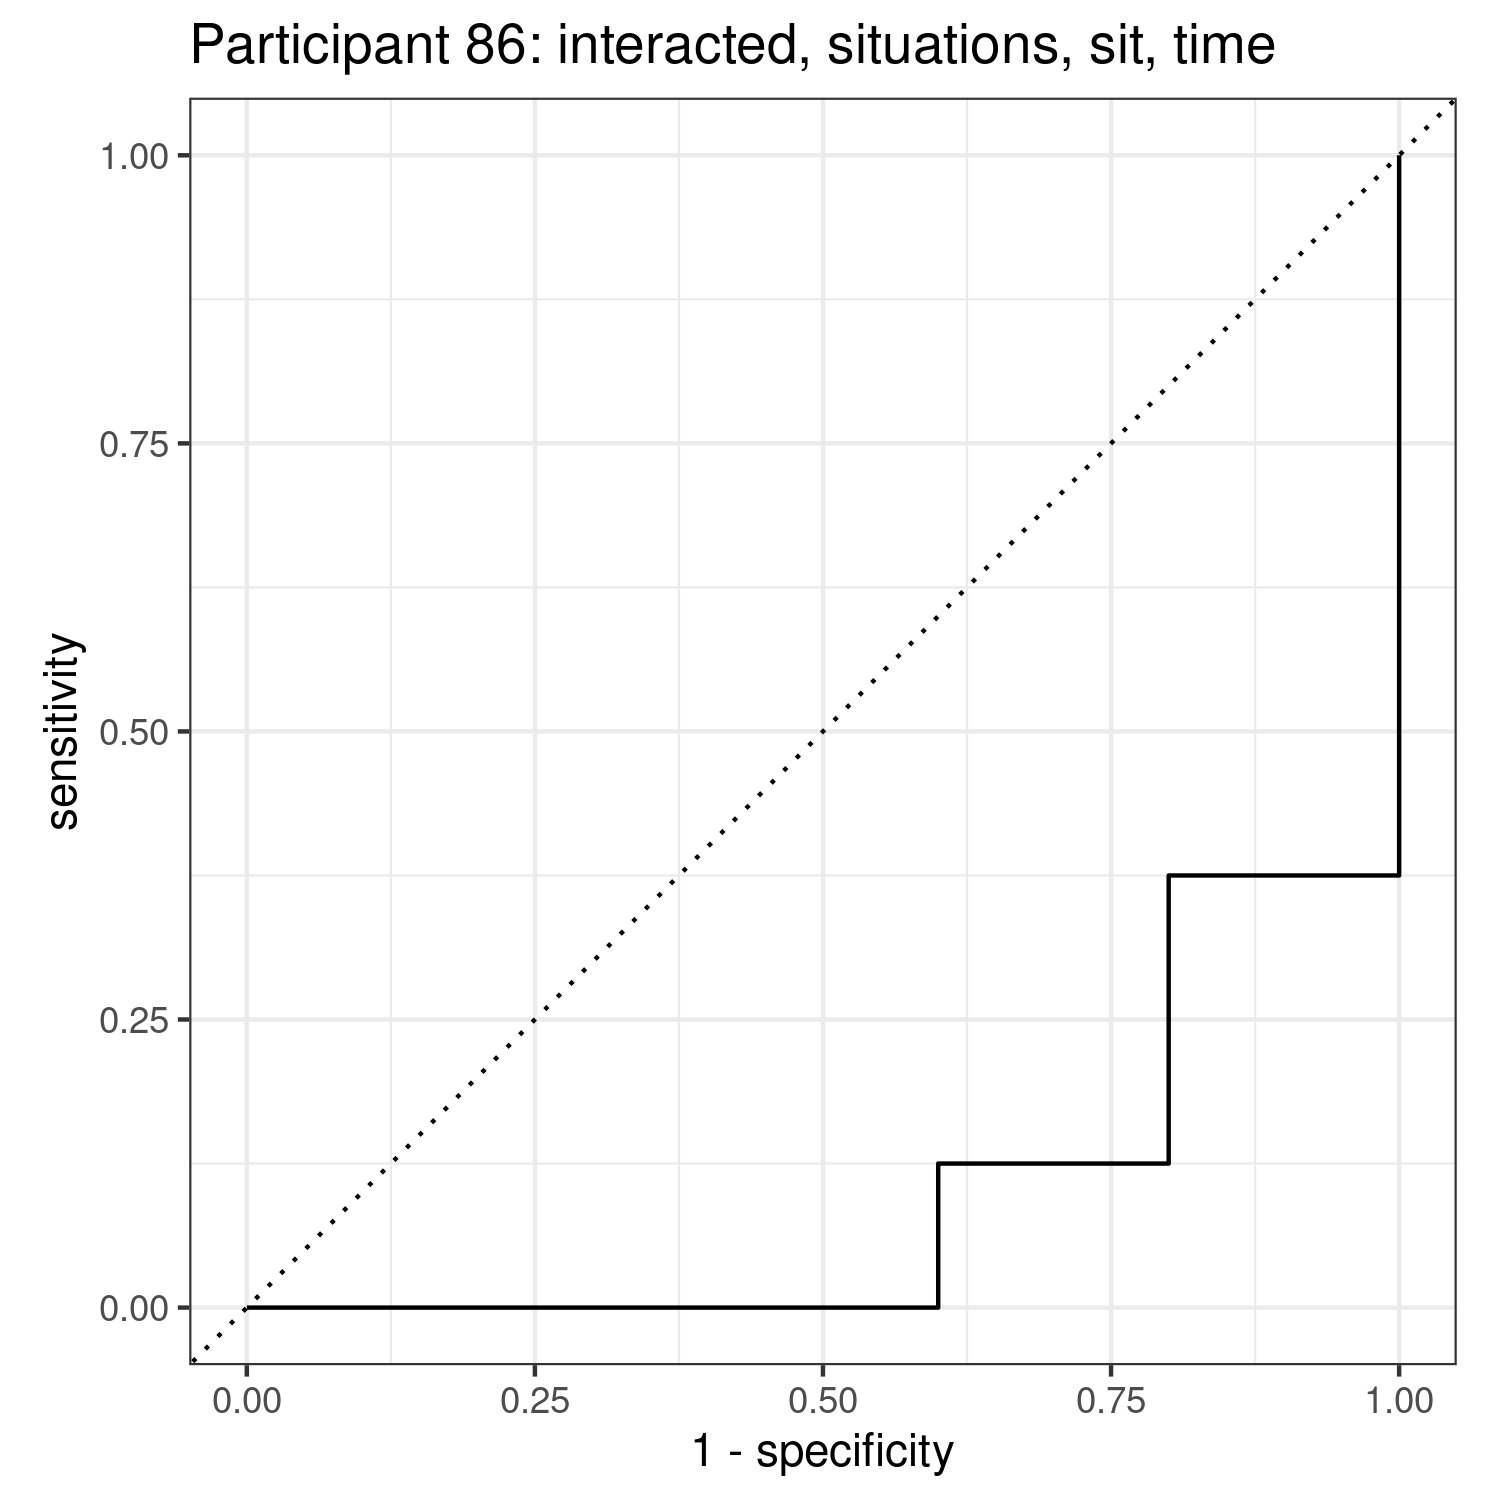 Participant 86: interacted, situations, sit, time
1.00
0.75
0.50
0.25
0.00
sensitivity
0.00 0.25 0.50 0.75 1.00
1 - specificity